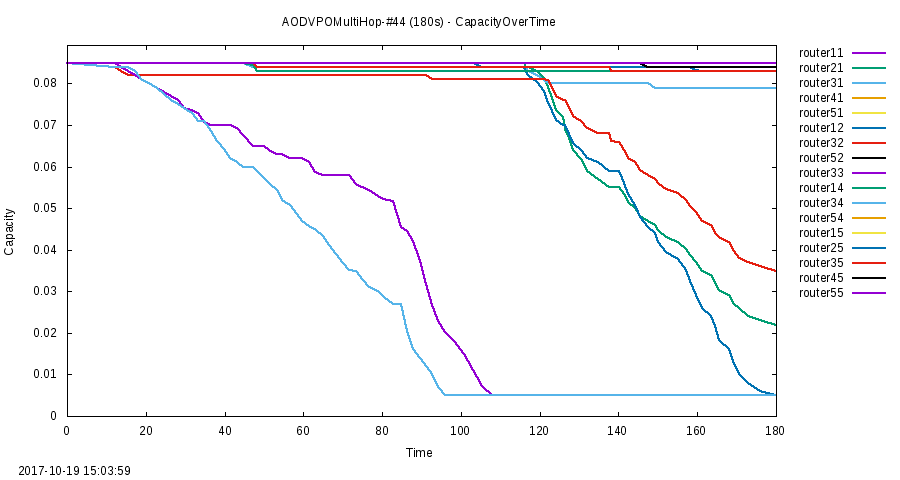 AODVPOMultiHop-#44 (180s) - CapacityOverTime
router11
router21
router31
router41
router51
router12
router32
router52
router33
router14
router34
router54
router15
router25
router35
router45
router55
0.08
0.07
0.06
0.05
0.04
0.03
0.02
0.01
0
Capacity
0 20 40 60 80 100 120 140 160 180
Time
2017-10-19 15:03:59